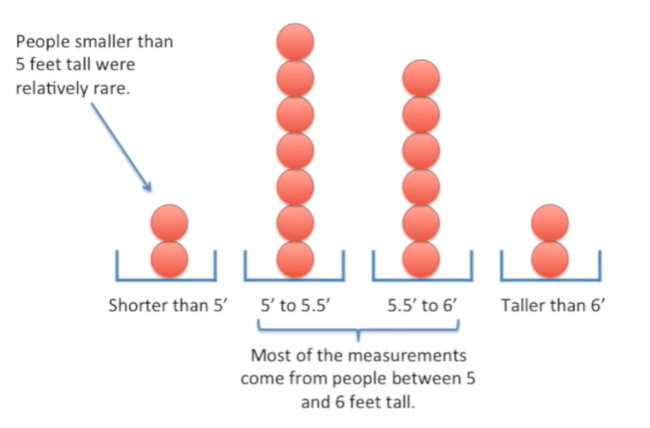 People smaller than
5 feet tall were
relatively rare.
Shorter than 5′
5′ to 5.5′
5.5′ to 6′
Taller than 6′
Most of the measurements
come from people between 5
and 6 feet tall.